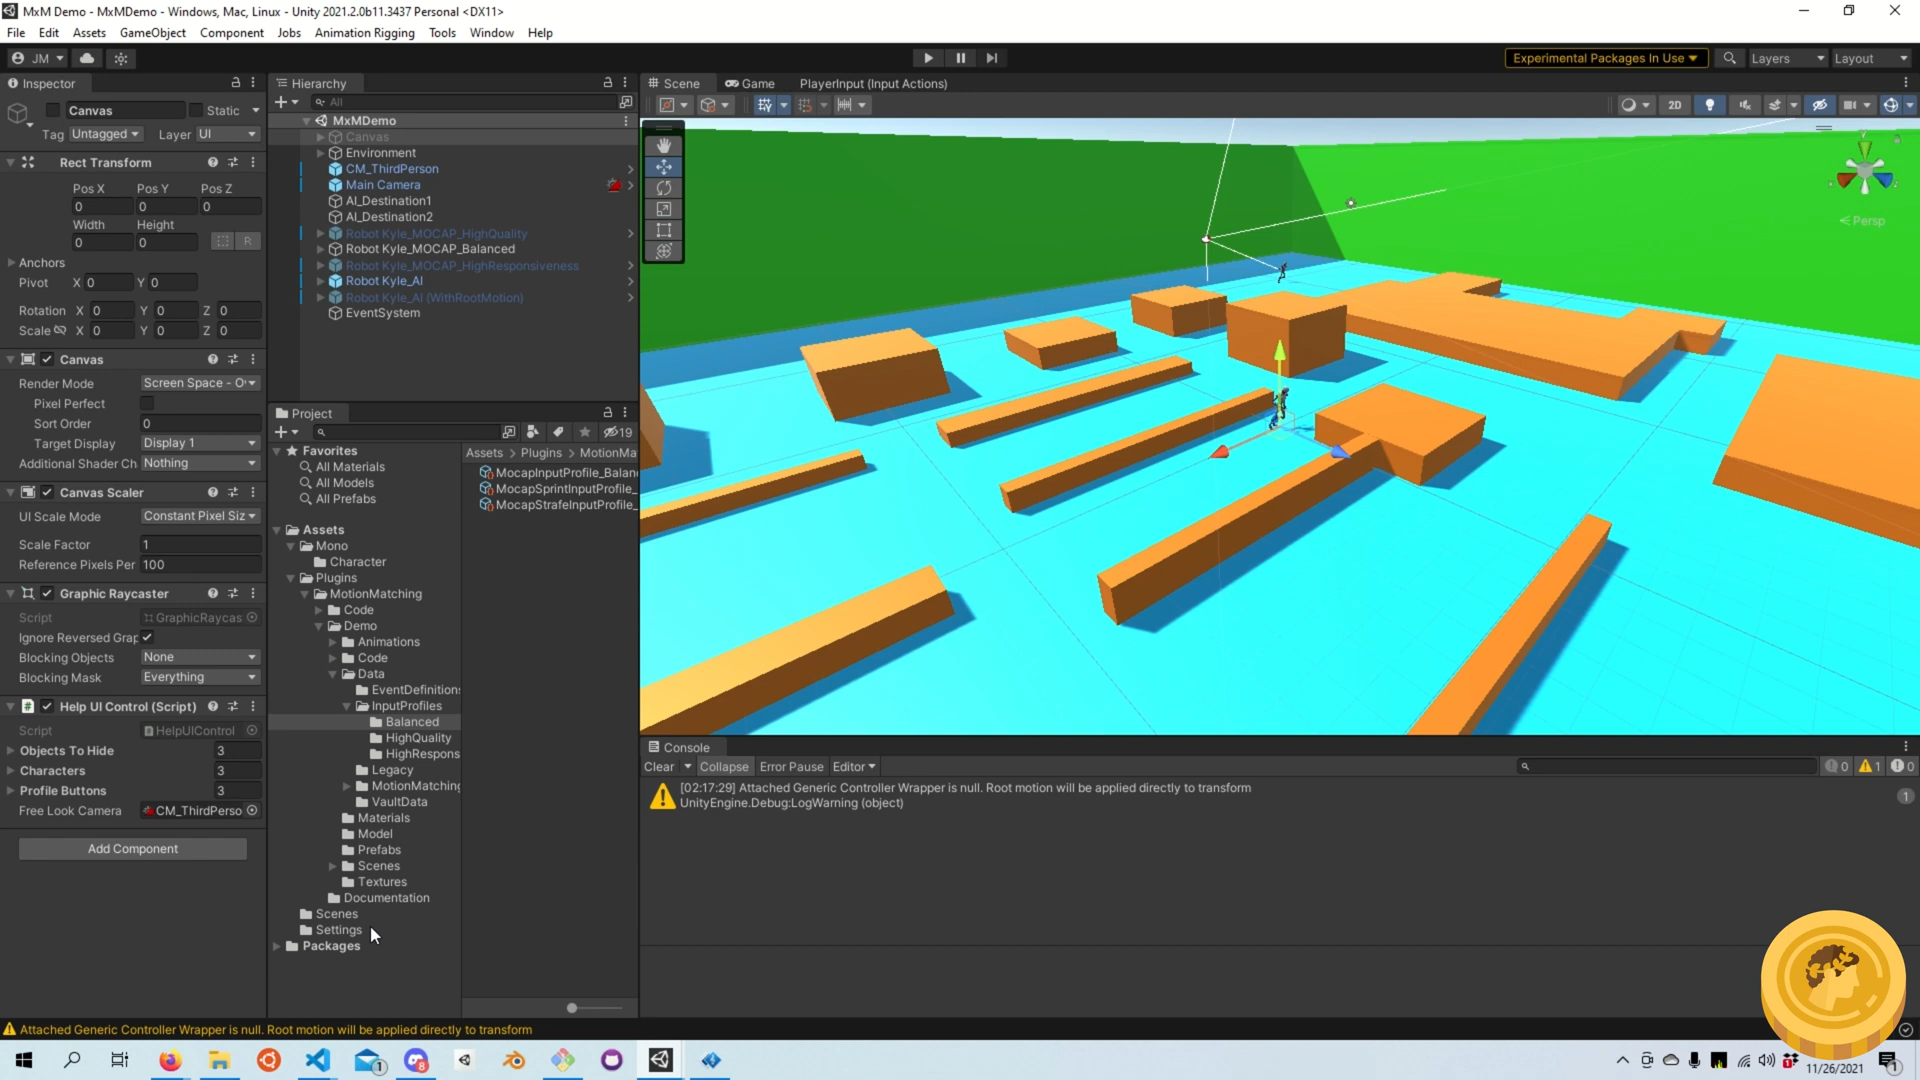 MxM Demo - MxMDemo - Windows, Mac, Linux - Unity 2021.2.0b11.3437 Personal <DX11>
File Edit Assets GameObject Component Jobs Animation Rigging Tools Window Help
JM
Experimental Packages In Use
Layers
Layout
Inspector
Canvas
Static
Tag Untagged
Layer UI
Rect Transform
Pos X Pos Y Pos Z
0 0 0
Width Height
0 0
R
Anchors
Pivot X 0 Y 0
Rotation X 0 Y 0 Z 0
Scale X 0 Y 0 Z 0
Canvas
Render Mode Screen Space - O
Pixel Perfect
Sort Order 0
Target Display Display 1
Additional Shader Ch Nothing
Canvas Scaler
UI Scale Mode Constant Pixel Siz
Scale Factor 1
Reference Pixels Per 100
Graphic Raycaster
Script GraphicRaycas
Ignore Reversed Grap
Blocking Objects None
Blocking Mask Everything
Help UI Control (Script)
Script HelpUIControl
Objects To Hide 3
Characters 3
Profile Buttons 3
Free Look Camera CM_ThirdPerso
Add Component
Hierarchy
All
MxMDemo
Canvas
Environment
CM_ThirdPerson
Main Camera
AI_Destination1
AI_Destination2
Robot Kyle_MOCAP_HighQuality
Robot Kyle_MOCAP_Balanced
Robot Kyle_MOCAP_HighResponsiveness
Robot Kyle_AI
Robot Kyle_AI (WithRootMotion)
EventSystem
Project
19
Favorites
All Materials
All Models
All Prefabs
Assets
Mono
Character
Plugins
MotionMatching
Code
Demo
Animations
Code
Data
EventDefinition
InputProfiles
Balanced
HighQuality
HighRespons
Legacy
MotionMatching
VaultData
Materials
Model
Prefabs
Scenes
Textures
Documentation
Scenes
Settings
Packages
Assets > Plugins > MotionMa
MocapInputProfile_Balan
MocapSprintInputProfile_
MocapStrafeInputProfile_
Scene
Game
PlayerInput (Input Actions)
2D
Persp
Console
Clear Collapse Error Pause Editor
0 1 0
[02:17:29] Attached Generic Controller Wrapper is null. Root motion will be applied directly to transform
UnityEngine.Debug:LogWarning (object)
1
Attached Generic Controller Wrapper is null. Root motion will be applied directly to transform
1
8
11/26/2021
1